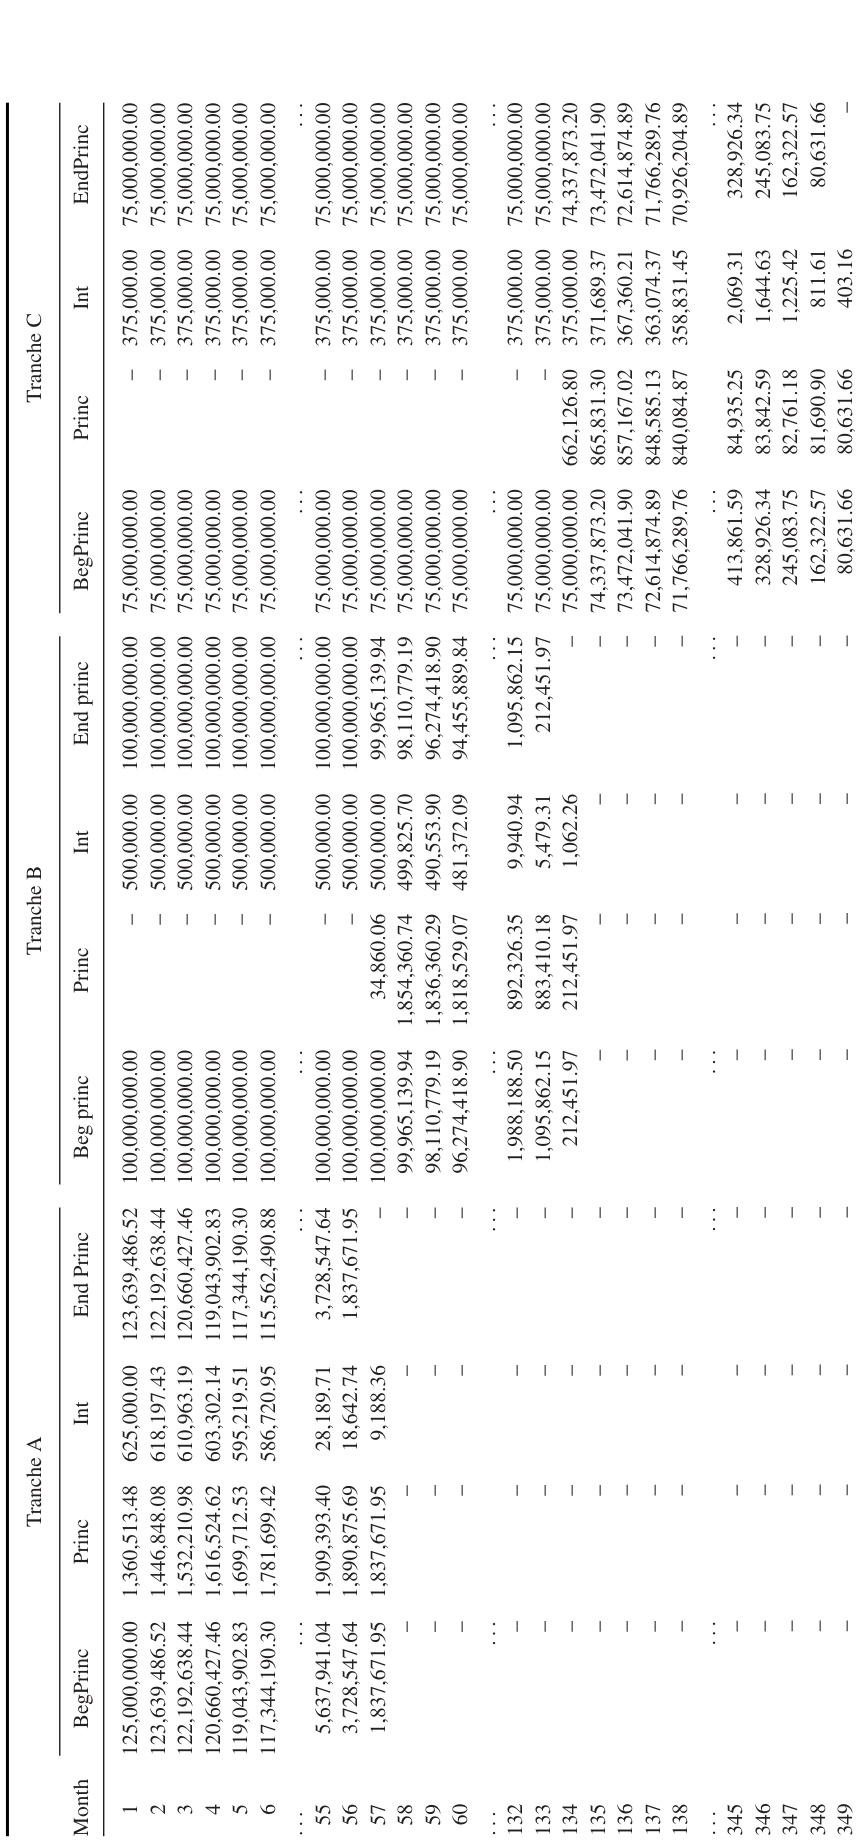 Tranche A Tranche B Tranche C
Month BegPrinc Princ Int End Princ Beg princ Princ Int End princ BegPrinc Princ Int EndPrinc
1 125,000,000.00 1,360,513.48 625,000.00 123,639,486.52 100,000,000.00 – 500,000.00 100,000,000.00 75,000,000.00 – 375,000.00 75,000,000.00
2 123,639,486.52 1,446,848.08 618,197.43 122,192,638.44 100,000,000.00 – 500,000.00 100,000,000.00 75,000,000.00 – 375,000.00 75,000,000.00
3 122,192,638.44 1,532,210.98 610,963.19 120,660,427.46 100,000,000.00 – 500,000.00 100,000,000.00 75,000,000.00 – 375,000.00 75,000,000.00
4 120,660,427.46 1,616,524.62 603,302.14 119,043,902.83 100,000,000.00 – 500,000.00 100,000,000.00 75,000,000.00 – 375,000.00 75,000,000.00
5 119,043,902.83 1,699,712.53 595,219.51 117,344,190.30 100,000,000.00 – 500,000.00 100,000,000.00 75,000,000.00 – 375,000.00 75,000,000.00
6 117,344,190.30 1,781,699.42 586,720.95 115,562,490.88 100,000,000.00 – 500,000.00 100,000,000.00 75,000,000.00 – 375,000.00 75,000,000.00
... ... ... ... ... ... ...
55 5,637,941.04 1,909,393.40 28,189.71 3,728,547.64 100,000,000.00 – 500,000.00 100,000,000.00 75,000,000.00 – 375,000.00 75,000,000.00
56 3,728,547.64 1,890,875.69 18,642.74 1,837,671.95 100,000,000.00 – 500,000.00 100,000,000.00 75,000,000.00 – 375,000.00 75,000,000.00
57 1,837,671.95 1,837,671.95 9,188.36 – 100,000,000.00 34,860.06 500,000.00 99,965,139.94 75,000,000.00 – 375,000.00 75,000,000.00
58 – – – – 99,965,139.94 1,854,360.74 499,825.70 98,110,779.19 75,000,000.00 – 375,000.00 75,000,000.00
59 – – – – 98,110,779.19 1,836,360.29 490,553.90 96,274,418.90 75,000,000.00 – 375,000.00 75,000,000.00
60 – – – – 96,274,418.90 1,818,529.07 481,372.09 94,455,889.84 75,000,000.00 – 375,000.00 75,000,000.00
... ... ... ... ... ... ...
132 – – – – 1,988,188.50 892,326.35 9,940.94 1,095,862.15 75,000,000.00 – 375,000.00 75,000,000.00
133 – – – – 1,095,862.15 883,410.18 5,479.31 212,451.97 75,000,000.00 – 375,000.00 75,000,000.00
134 – – – – 212,451.97 212,451.97 1,062.26 – 75,000,000.00 662,126.80 375,000.00 74,337,873.20
135 – – – – – – – – 74,337,873.20 865,831.30 371,689.37 73,472,041.90
136 – – – – – – – – 73,472,041.90 857,167.02 367,360.21 72,614,874.89
137 – – – – – – – – 72,614,874.89 848,585.13 363,074.37 71,766,289.76
138 – – – – – – – – 71,766,289.76 840,084.87 358,831.45 70,926,204.89
... ... ... ... ... ... ...
345 – – – – – – – – 413,861.59 84,935.25 2,069.31 328,926.34
346 – – – – – – – – 328,926.34 83,842.59 1,644.63 245,083.75
347 – – – – – – – – 245,083.75 82,761.18 1,225.42 162,322.57
348 – – – – – – – – 162,322.57 81,690.90 811.61 80,631.66
349 – – – – – – – – 80,631.66 80,631.66 403.16 –